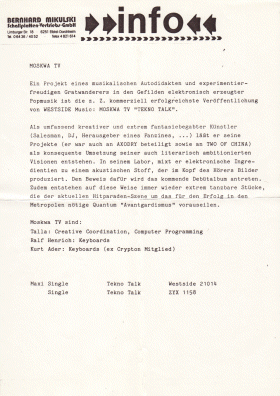 BERNHARD MIKULSKI
Schallplatten-Vertriebs-GmbH
info
MOSKWA TV
Ein Projekt eines musikalischen Autodidakten und experimentier-
freudigen Gratwanderers in den Gefilden elektronisch erzeugter
Popmusik ist die z. Z. kommerziell erfolgreichste Veröffentlichung
von WESTSIDE Music: MOSKWA TV "TEKNO TALK".
Als umfassend kreativer und extrem fantasiebegabter Künstler
(Salesman, DJ, Herausgeber eines Fanzines, ...) läßt er seine
Projekte (er war auch an AXODRY beteiligt sowie an TWO OF CHINA)
als konsequente Umsetzung seiner auch literarisch ambitionierten
Visionen entstehen. In seinem Labor, mixt er elektronische Ingre-
dientien zu einem akustischen Stoff, der im Kopf des Hörers Bilder
produziert. Den Beweis dafür wird das kommende Debütalbum antreten.
Zudem entstehen auf diese Weise immer wieder extrem tanzbare Stücke,
die der aktuellen Hitparaden-Szene um das für den Erfolg in den
Metropolen nötige Quantum "Avantgardismus" vorauseilen.
Moskwa TV sind:
Talla: Creative Coordination, Computer Programming
Ralf Henrich: Keyboards
Kurt Ader: Keyboards (ex Crypton Mitglied)
Maxi Single Tekno Talk Westside 21014
Single Tekno Talk ZYX 1158